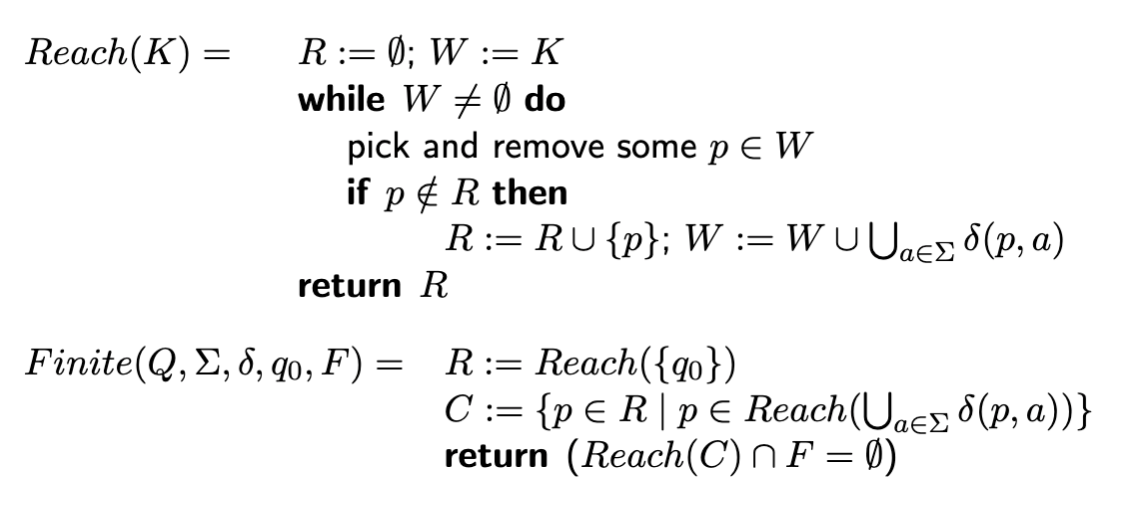 Reach(K) = R := ∅; W := K
while W ≠ ∅ do
pick and remove some p ∈ W
if p ∉ R then
R := R ∪ {p}; W := W ∪ ⋃a∈Σ δ(p, a)
return R
Finite(Q, Σ, δ, q₀, F) = R := Reach({q₀})
C := {p ∈ R | p ∈ Reach(⋃a∈Σ δ(p, a))}
return (Reach(C) ∩ F = ∅)